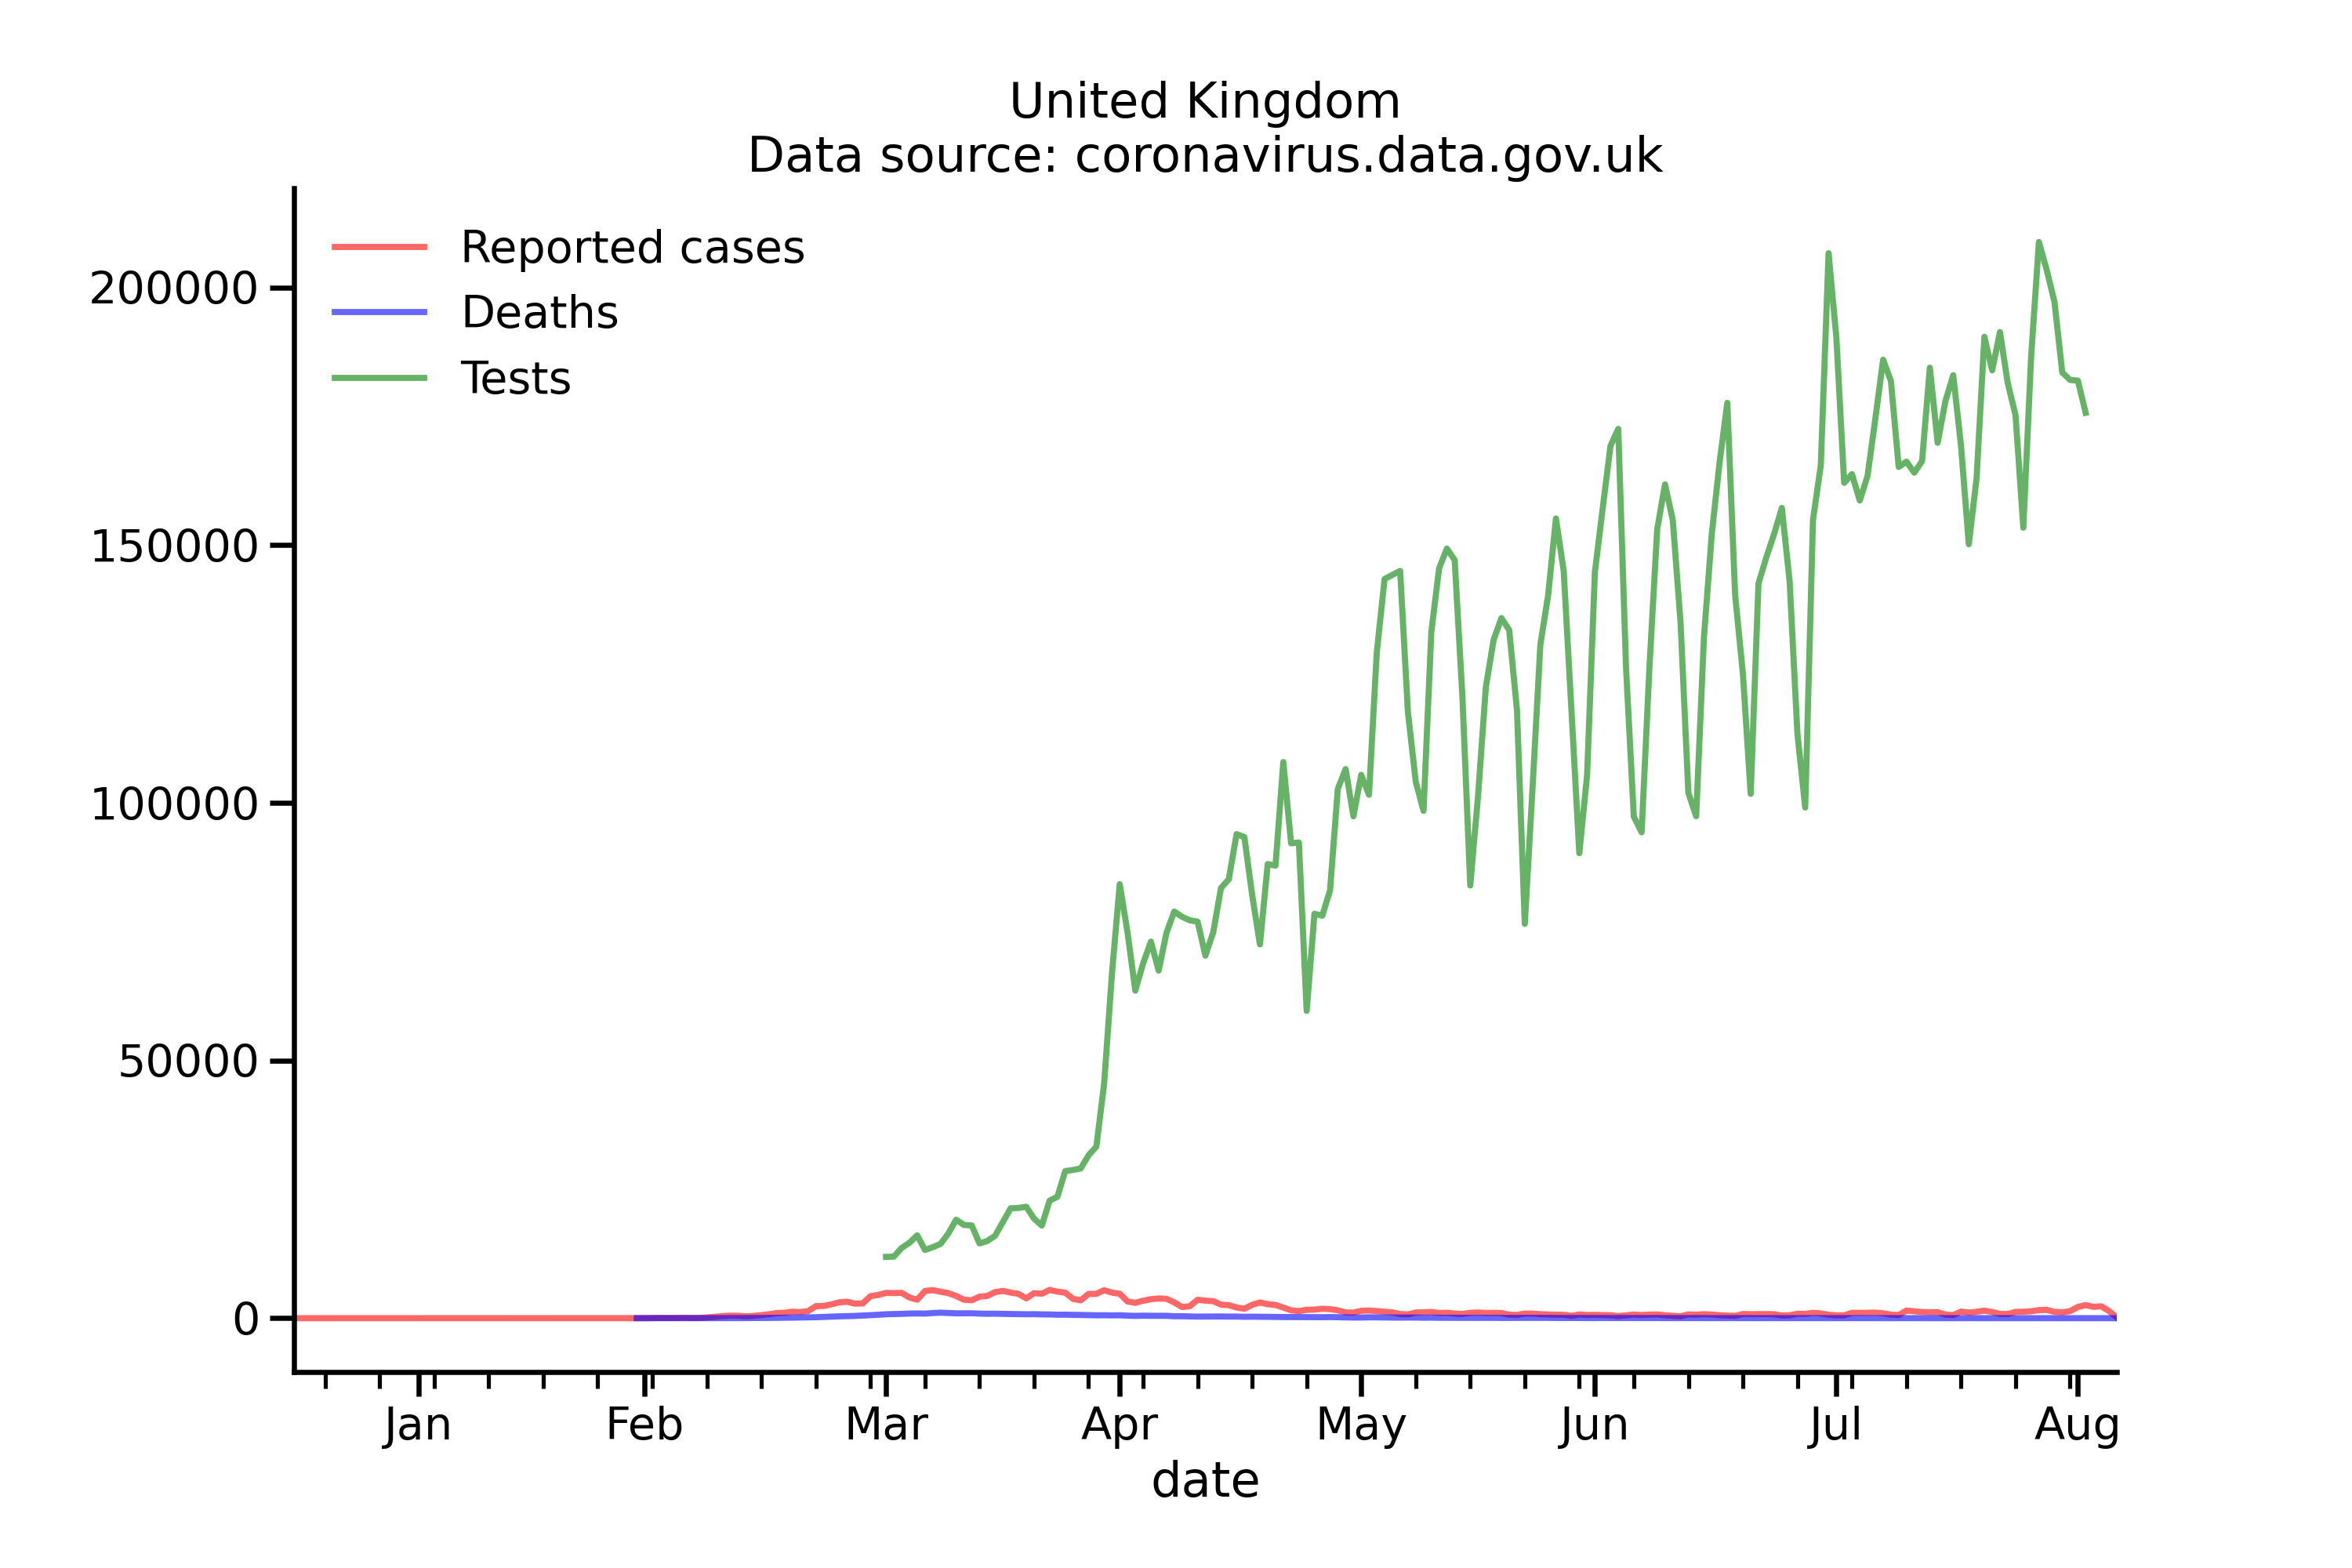 United Kingdom
Data source: coronavirus.data.gov.uk
Reported cases
Deaths
Tests
200000
150000
100000
50000
0
Jan Feb Mar Apr May Jun Jul Aug
date